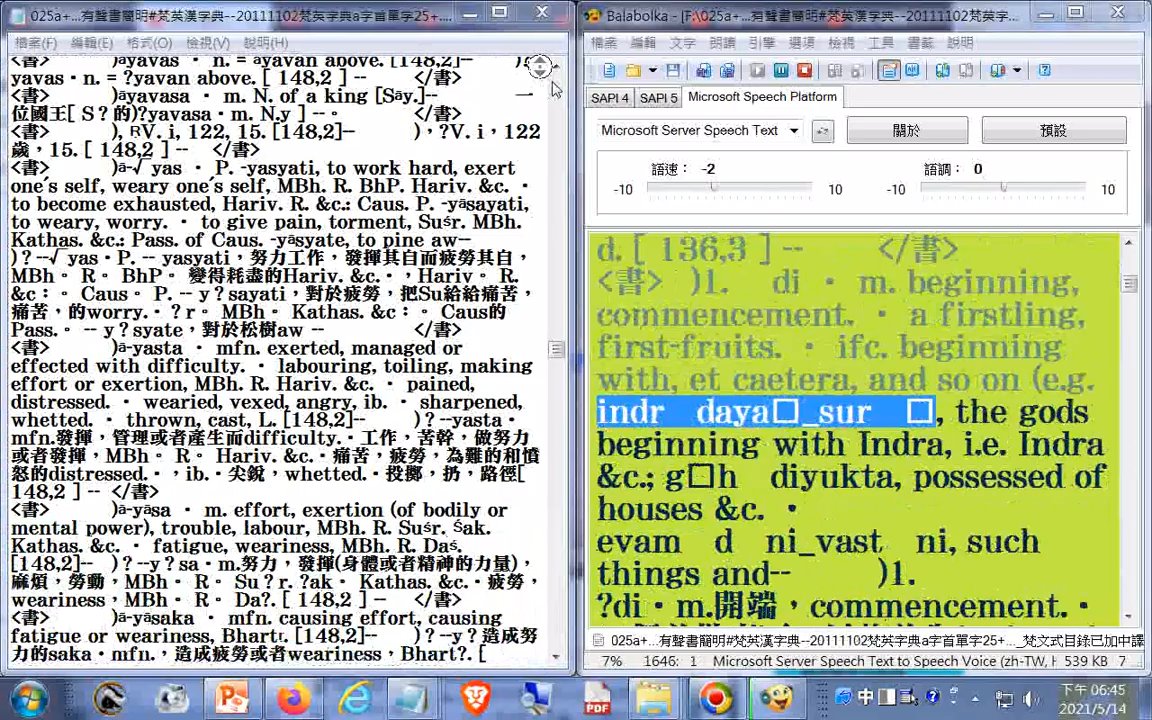 025a+...有聲書簡明#梵英漢字典--20111102梵英字典a字首單字25+...
檔案(F) 編輯(E) 格式(O) 檢視(V) 說明(H)
<書> )āyavas · n. = āyavan above. [148,2]-- )?
yavas · n. = ?yavan above. [ 148,2 ] -- </書>
<書> )āyavasa · m. N. of a king [Sāy.]-- 一
位國王[ S？的)?yavasa · m. N.y ] -- 。 </書>
<書> ), RV. i, 122, 15. [148,2]-- )，?V. i，122
歲，15. [ 148,2 ] -- </書>
<書> )ā-√ yas · P. -yasyati, to work hard, exert
one's self, weary one's self, MBh. R. BhP. Hariv. &c. ·
to become exhausted, Hariv. R. &c.: Caus. P. -yāsayati,
to weary, worry. · to give pain, torment, Suśr. MBh.
Kathas. &c.: Pass. of Caus. -yāsyate, to pine aw--
)? --√ yas · P. -- yasyati，努力工作，發揮其自而疲勞其自，
MBh。R。BhP。 變得耗盡的Hariv. &c. · ，Hariv。R.
&c：。Caus。P. -- y？sayati，對於疲勞，把Su給給痛苦，
痛苦，的worry. · ？r。MBh。Kathas. &c：。Caus的
Pass。 -- y？syate，對於松樹aw -- </書>
<書> )ā-yasta · mfn. exerted, managed or
effected with difficulty. · labouring, toiling, making
effort or exertion, MBh. R. Hariv. &c. · pained,
distressed. · wearied, vexed, angry, ib. · sharpened,
whetted. · thrown, cast, L. [148,2]-- )? --yasta ·
mfn.發揮，管理或者產生而difficulty. · 工作，苦幹，做努力
或者發揮，MBh。R。Hariv. &c. · 痛苦，疲勞，為難的和憤
怒的distressed. · ，ib. · 尖銳，whetted. · 投擲，扔，路徑[
148,2 ] -- </書>
<書> )ā-yāsa · m. effort, exertion (of bodily or
mental power), trouble, labour, MBh. R. Suśr. Śak.
Kathas. &c. · fatigue, weariness, MBh. R. Daś.
[148,2]-- )? --y？sa · m.努力，發揮(身體或者精神的力量)，
麻煩，勞動，MBh。R。Su？r. ?ak。Kathas. &c. · 疲勞，
weariness，MBh。R。Da?. [ 148,2 ] -- </書>
<書> )ā-yāsaka · mfn. causing effort, causing
fatigue or weariness, Bhartr. [148,2]-- )? --y？造成努
力的saka · mfn.，造成疲勞或者weariness，Bhart?. [
Balabolka - [F:\025a+...有聲書簡明#梵英漢字典--20111102梵英字...
檔案 編輯 文字 朗讀 引擎 選項 檢視 工具 書籤 說明
SAPI 4 SAPI 5 Microsoft Speech Platform
Microsoft Server Speech Text 關於 預設
語速： -2 語調： 0
-10 10 -10 10
d. [ 136,3 ] -- </書>
<書> )1. di · m. beginning,
commencement. · a firstling,
first-fruits. · ifc. beginning
with, et caetera, and so on (e.g.
indr daya□_sur □, the gods
beginning with Indra, i.e. Indra
&c.; g□h diyukta, possessed of
houses &c. ·
evam d ni_vast ni, such
things and-- )1.
?di · m.開端，commencement. ·
025a+...有聲書簡明#梵英漢字典--20111102梵英字典a字首單字25+..._梵文式目錄已加中譯
7% 1646: 1 Microsoft Server Speech Text to Speech Voice (zh-TW, H 539 KB 7
中 下午 06:45
2021/5/14